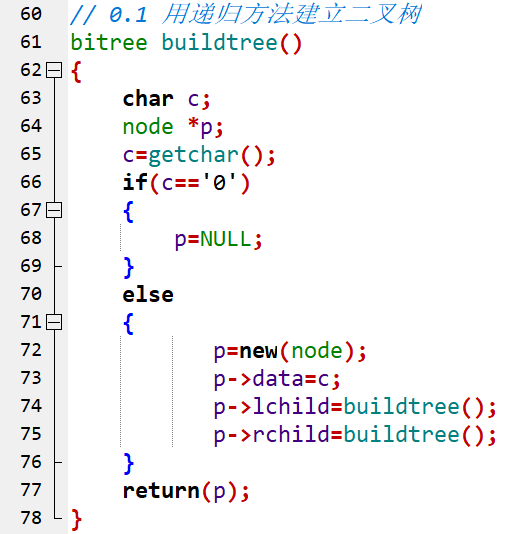 60 // 0.1 用递归方法建立二叉树
61 bitree buildtree()
62 {
63     char c;
64     node *p;
65     c=getchar();
66     if(c=='0')
67     {
68         p=NULL;
69     }
70     else
71     {
72            p=new(node);
73            p->data=c;
74            p->lchild=buildtree();
75            p->rchild=buildtree();
76     }
77     return(p);
78 }